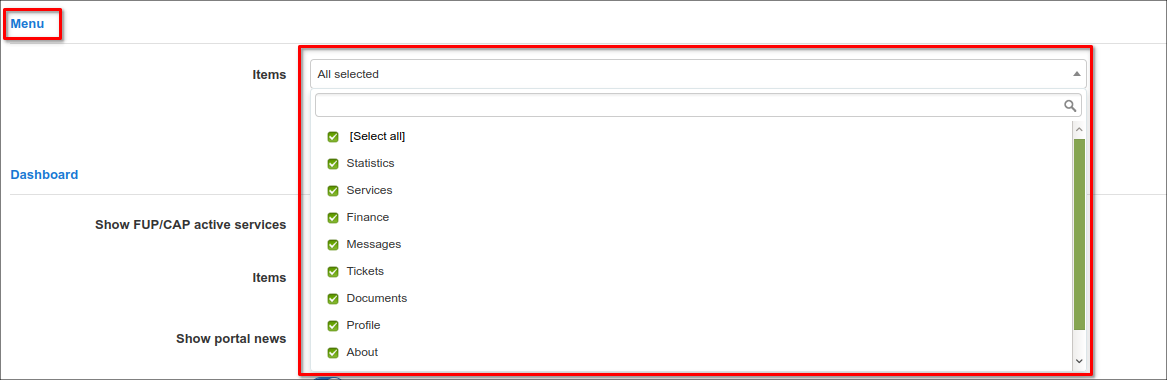 Menu
Items
All selected
[Select all]
Statistics
Services
Finance
Messages
Tickets
Documents
Profile
About
Dashboard
Show FUP/CAP active services
Items
Show portal news